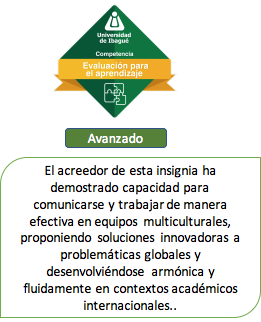 Universidad
de Ibagué
Competencia
Evaluación para
el aprendizaje
Avanzado
El acreedor de esta insignia ha
demostrado capacidad para
comunicarse y trabajar de manera
efectiva en equipos multiculturales,
proponiendo soluciones innovadoras a
problemáticas globales y
desenvolviéndose armónica y
fluidamente en contextos académicos
internacionales..